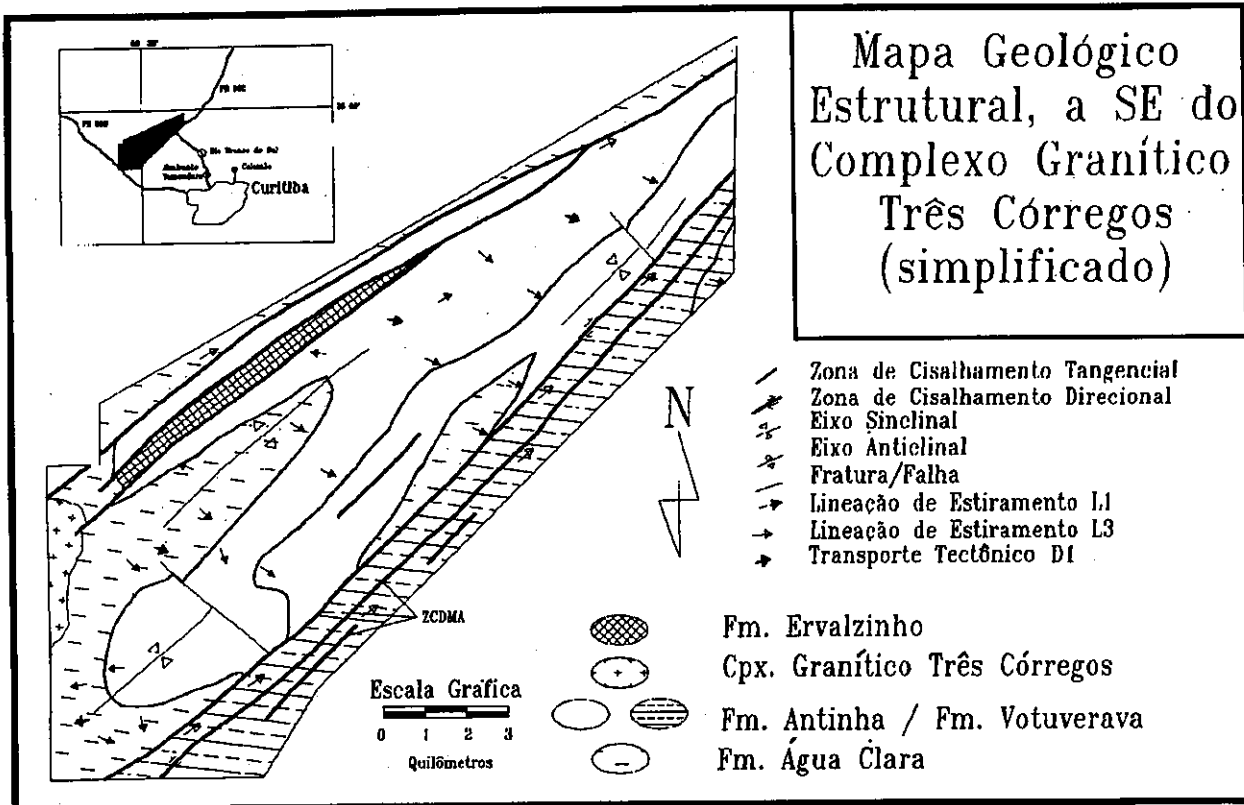 Mapa Geológico
Estrutural, a SE do
Complexo Granítico
Três Córregos
(simplificado)
Curitiba
N
Zona de Cisalhamento Tangencial
Zona de Cisalhamento Direcional
Eixo Sinclinal
Eixo Anticlinal
Fratura/Falha
Lineação de Estiramento L1
Lineação de Estiramento L3
Transporte Tectônico D1
ZCDMA
Escala Gráfica
0 1 2 3
Quilômetros
Fm. Ervalzinho
Cpx. Granítico Três Córregos
Fm. Antinha / Fm. Votuverava
Fm. Água Clara